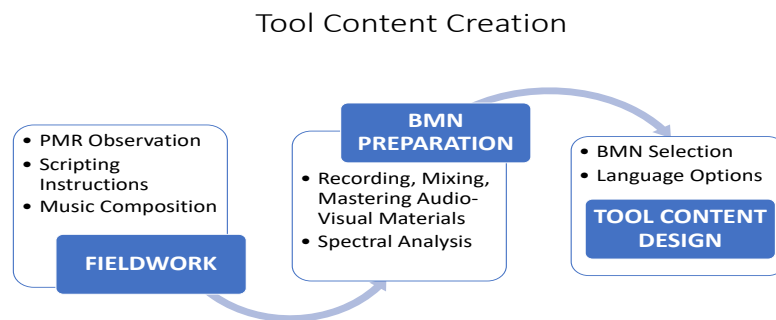 Tool Content Creation
• PMR Observation
• Scripting
Instructions
• Music Composition
FIELDWORK
BMN
PREPARATION
• Recording, Mixing,
Mastering Audio-
Visual Materials
• Spectral Analysis
• BMN Selection
• Language Options
TOOL CONTENT
DESIGN